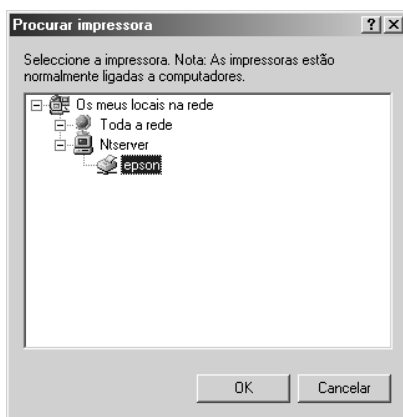 Procurar impressora
Seleccione a impressora. Nota: As impressoras estão
normalmente ligadas a computadores.
Os meus locais na rede
Toda a rede
Ntserver
epson
OK Cancelar